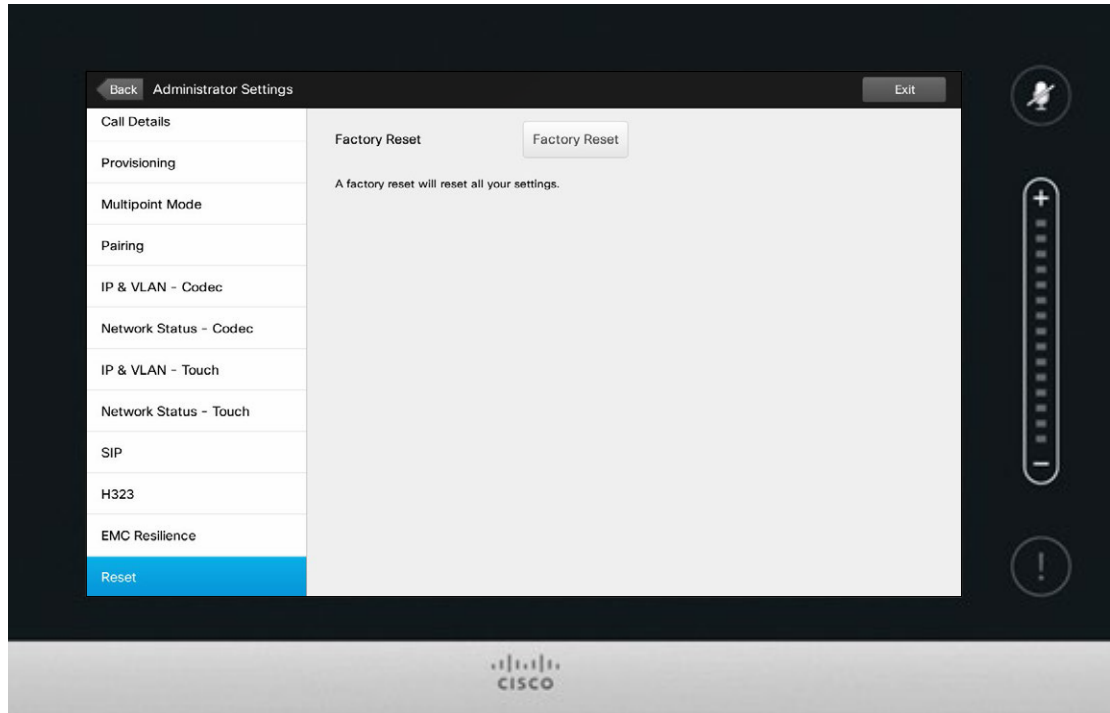 Back Administrator Settings Exit
Call Details
Factory Reset Factory Reset
Provisioning
A factory reset will reset all your settings.
Multipoint Mode
Pairing
IP & VLAN - Codec
Network Status - Codec
IP & VLAN - Touch
Network Status - Touch
SIP
H323
EMC Resilience
Reset
CISCO